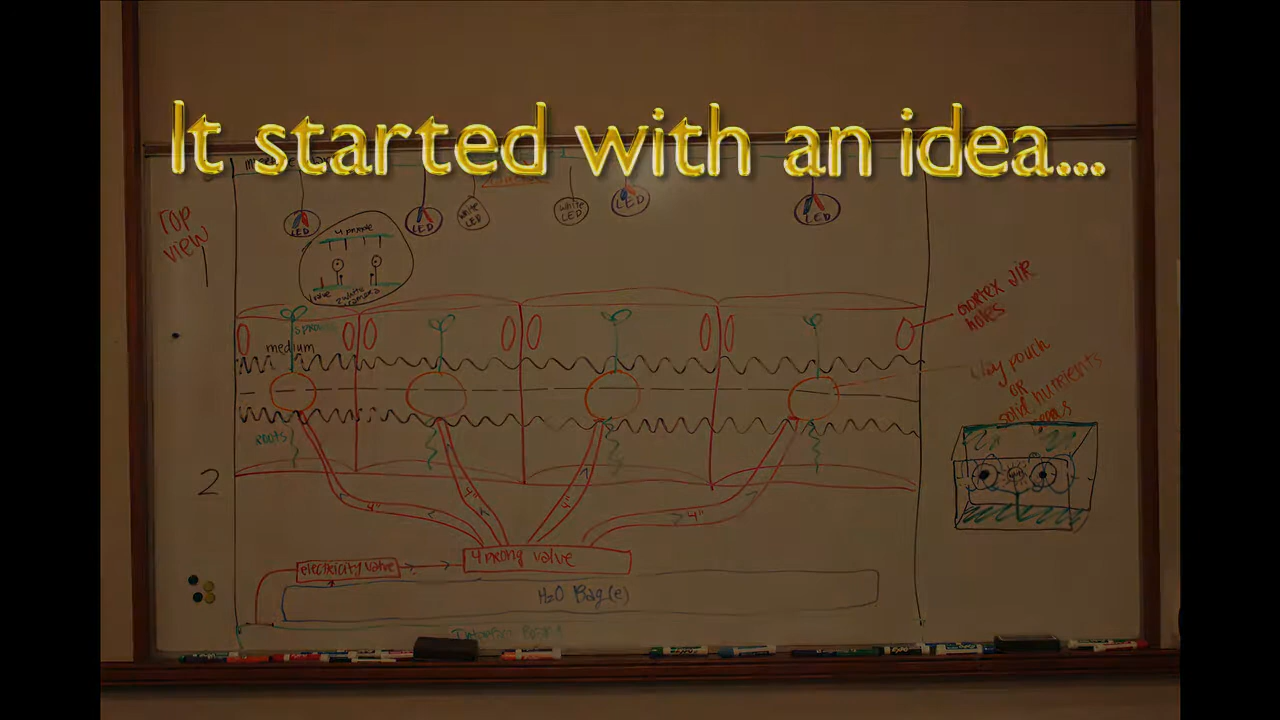 It started with an idea...
TOP
view
LED
LED
white
LED
white
LED
LED
LED
4 prong
valve
medium
roots
vortex AIR
holes
clay pouch
OR
solid nutrients
2
4"
4"
4"
4"
4 prong valve
electricity valve
H2O Bag(e)